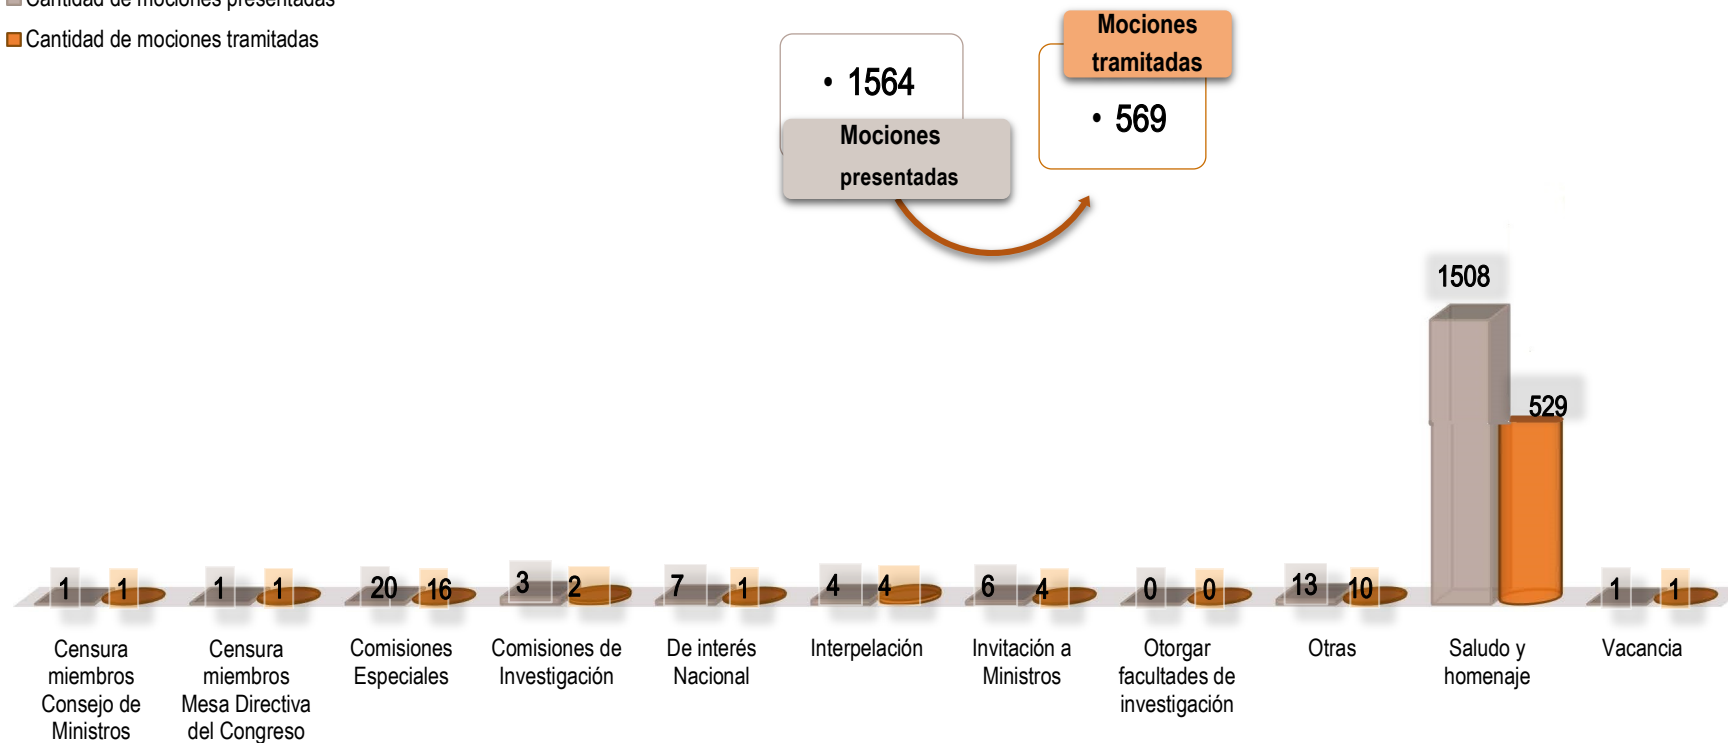 Cantidad de mociones presentadas
Cantidad de mociones tramitadas
• 1564
Mociones
presentadas
Mociones
tramitadas
• 569
1 1 1 1 20 16 3 2 7 1 4 4 6 4 0 0 13 10 1508 529 1 1
Censura
miembros
Consejo de
Ministros
Censura
miembros
Mesa Directiva
del Congreso
Comisiones
Especiales
Comisiones de
Investigación
De interés
Nacional
Interpelación
Invitación a
Ministros
Otorgar
facultades de
investigación
Otras
Saludo y
homenaje
Vacancia